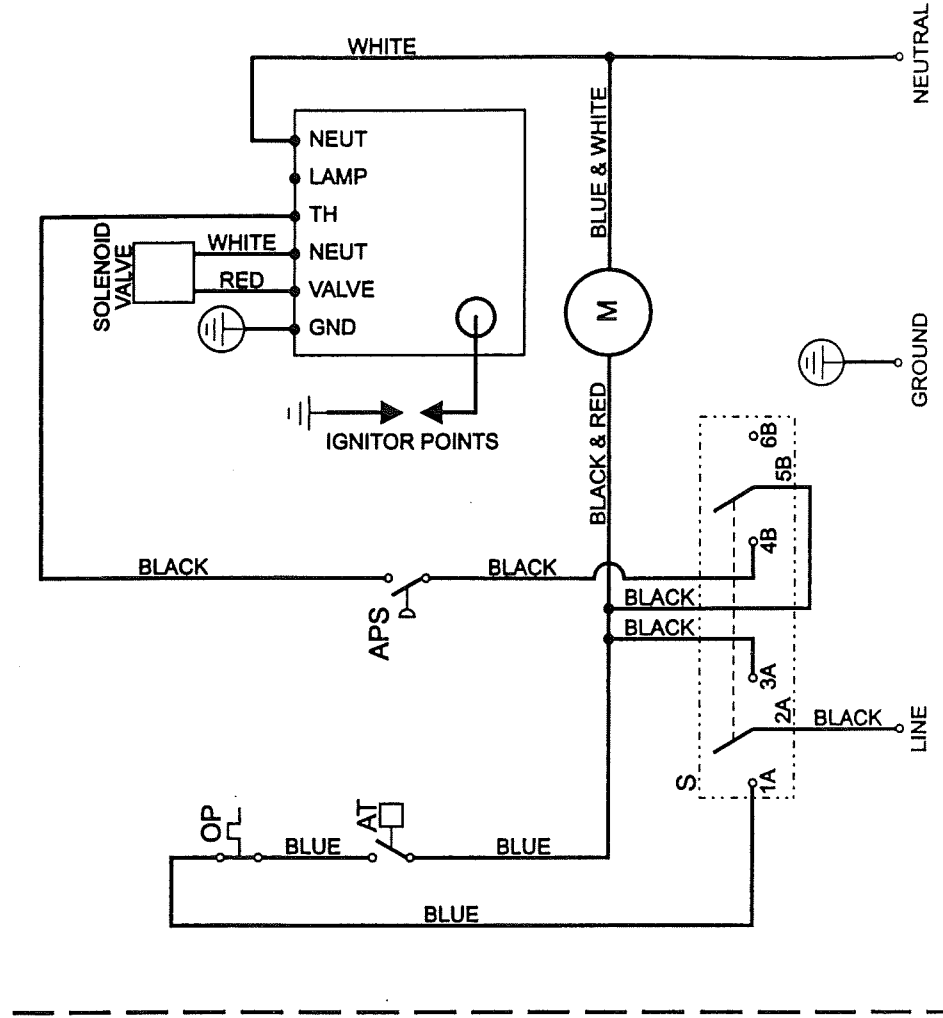 WHITE
NEUTRAL
BLUE & WHITE
NEUT
LAMP
TH
NEUT
VALVE
GND
WHITE
RED
SOLENOID
VALVE
M
GROUND
IGNITOR POINTS
BLACK & RED
6B
5B
4B
BLACK
BLACK
APS
BLACK
BLACK
3A
2A
BLACK
LINE
S
1A
OP
AT
BLUE
BLUE
BLUE